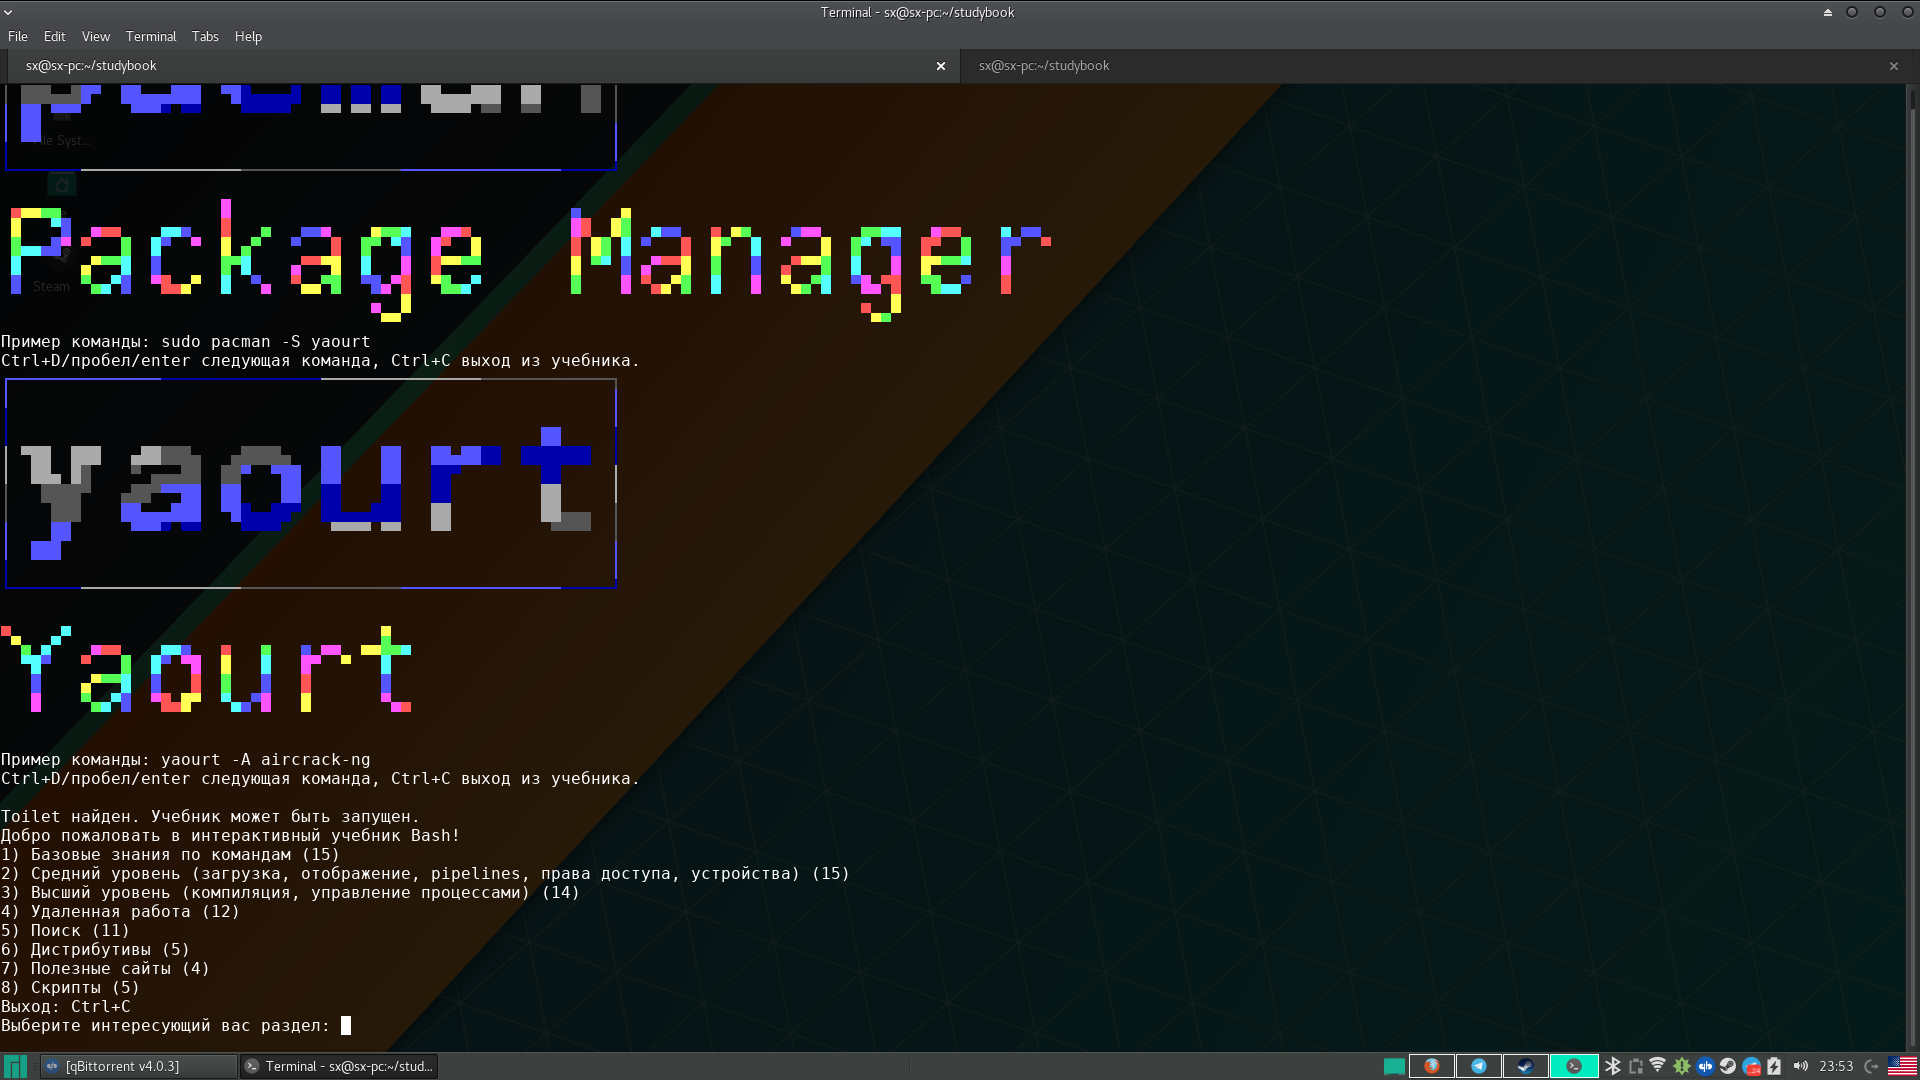 Terminal - sx@sx-pc:~/studybook
File Edit View Terminal Tabs Help
sx@sx-pc:~/studybook
sx@sx-pc:~/studybook
pacman
File Syst...
Package Manager
Steam
Пример команды: sudo pacman -S yaourt
Ctrl+D/пробел/enter следующая команда, Ctrl+C выход из учебника.
yaourt
Yaourt
Пример команды: yaourt -A aircrack-ng
Ctrl+D/пробел/enter следующая команда, Ctrl+C выход из учебника.
Toilet найден. Учебник может быть запущен.
Добро пожаловать в интерактивный учебник Bash!
1) Базовые знания по командам (15)
2) Средний уровень (загрузка, отображение, pipelines, права доступа, устройства) (15)
3) Высший уровень (компиляция, управление процессами) (14)
4) Удаленная работа (12)
5) Поиск (11)
6) Дистрибутивы (5)
7) Полезные сайты (4)
8) Скрипты (5)
Выход: Ctrl+C
Выберите интересующий вас раздел:
[qBittorrent v4.0.3]
Terminal - sx@sx-pc:~/stud...
23:53